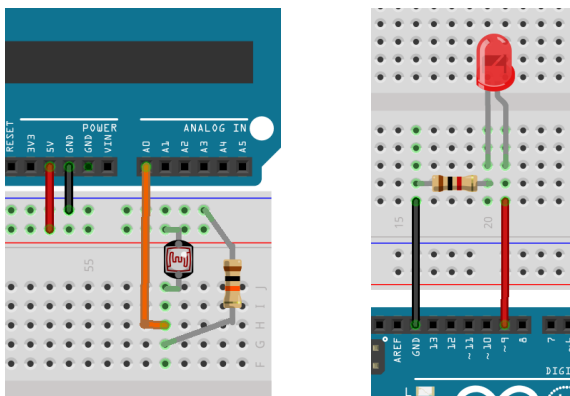 RESET
3V3
5V
GND
GND
VIN
POWER
A0
A1
A2
A3
A4
A5
ANALOG IN
55
J
I
H
G
F
15
20
AREF
GND
13
12
~11
~10
~9
8
7
DIGI
L